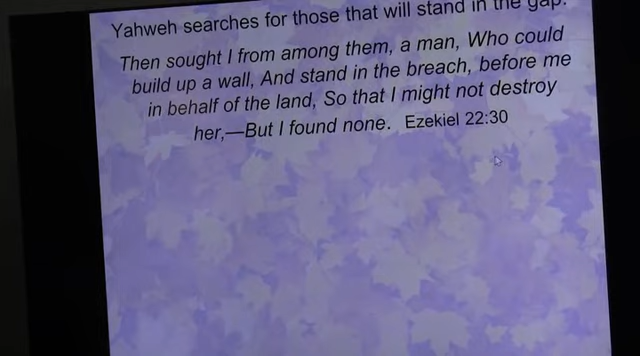 Yahweh searches for those that will stand in the gap.
Then sought I from among them, a man, Who could
build up a wall, And stand in the breach, before me
in behalf of the land, So that I might not destroy
her,—But I found none. Ezekiel 22:30